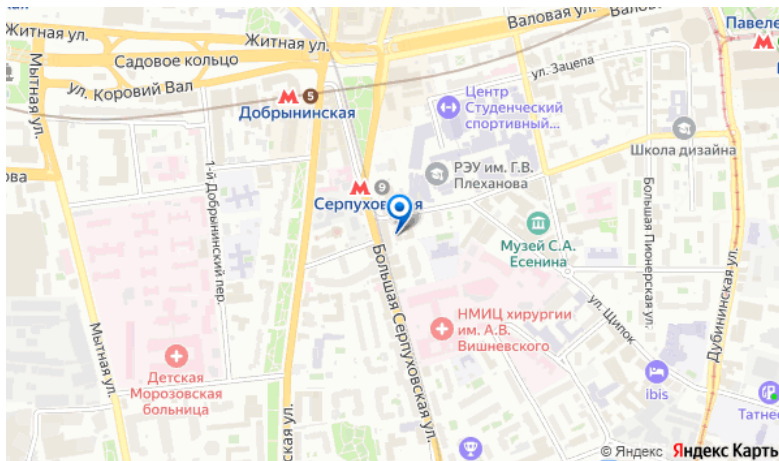 Житная ул.
Житная ул.
Валовая ул.
Садовое кольцо
ул. Зацепа
ул. Коровий Вал
Мытная ул.
5
Добрынинская
Центр
Студенческий
спортивный...
Школа дизайна
РЭУ им. Г.В.
Плеханова
1-й Добрынинский пер.
9
Музей С.А.
Есенина
Большая Пионерская ул.
Дубининская ул.
Большая Серпуховская ул.
ул. Щипок
НМИЦ хирургии
им. А.В.
Вишневского
Мытная ул.
Детская
Морозовская
больница
ibis
© Яндекс Яндекс Карты